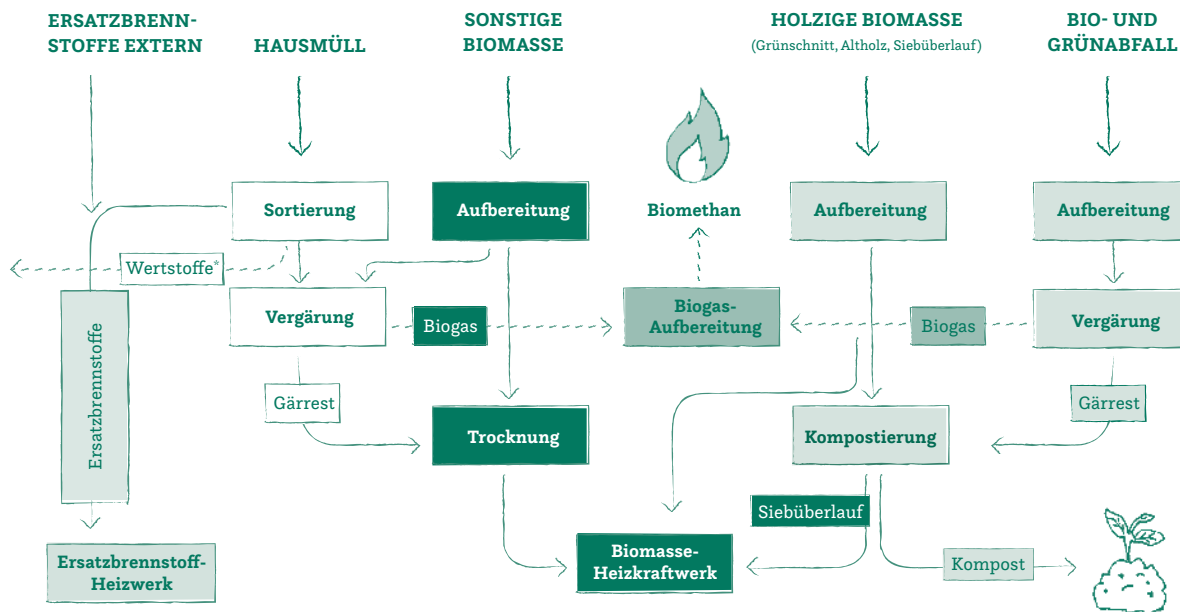 ERSATZBRENN-
STOFFE EXTERN
HAUSMÜLL
SONSTIGE
BIOMASSE
HOLZIGE BIOMASSE
(Grünschnitt, Altholz, Siebüberlauf)
BIO- UND
GRÜNABFALL
Sortierung
Aufbereitung
Biomethan
Aufbereitung
Aufbereitung
Wertstoffe*
Vergärung
Biogas
Biogas-
Aufbereitung
Biogas
Vergärung
Ersatzbrennstoffe
Gärrest
Gärrest
Trocknung
Kompostierung
Siebüberlauf
Ersatzbrennstoff-
Heizwerk
Biomasse-
Heizkraftwerk
Kompost